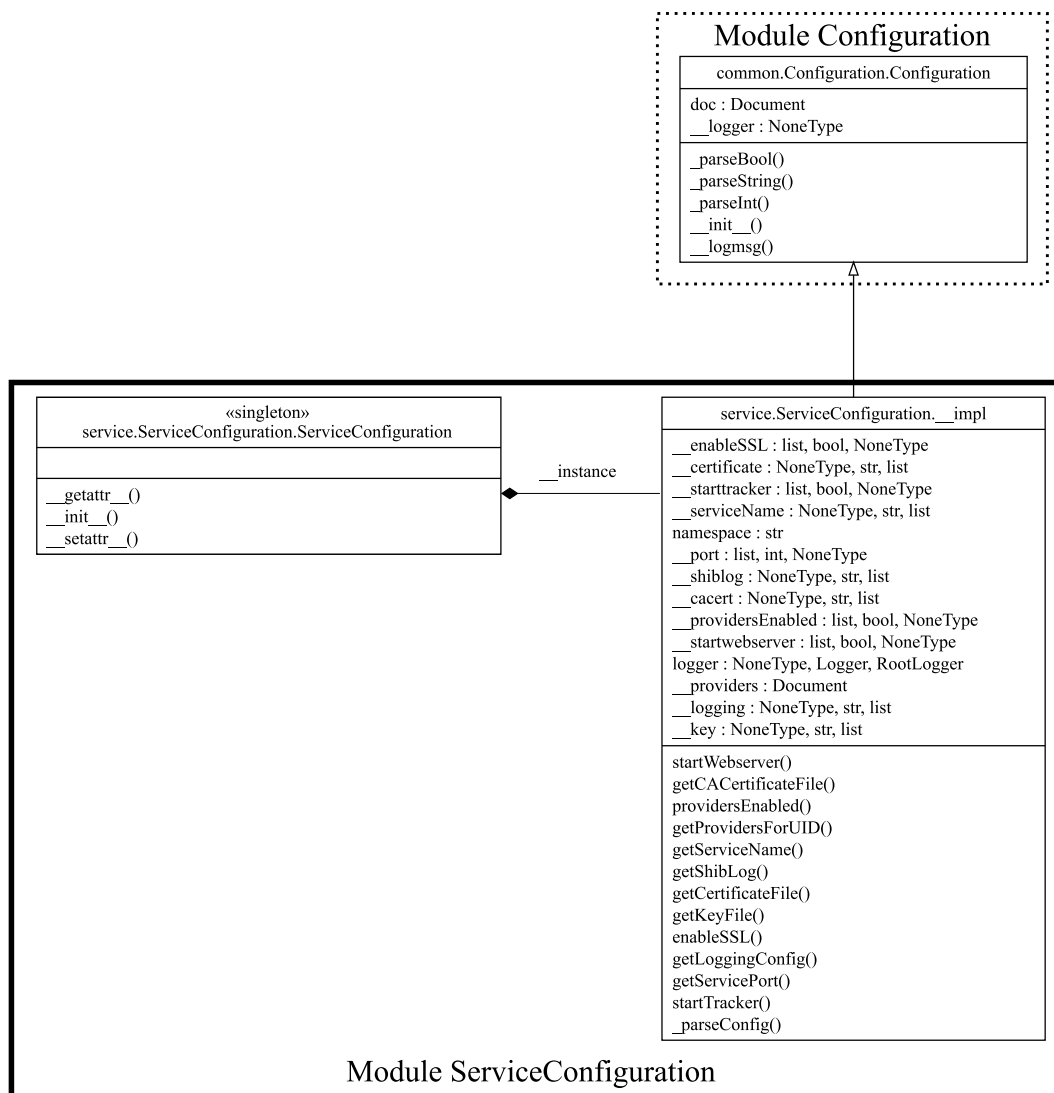 Module Configuration
common.Configuration.Configuration
doc : Document
__logger : NoneType
_parseBool()
_parseString()
_parseInt()
__init__()
__logmsg()
«singleton»
service.ServiceConfiguration.ServiceConfiguration
__getattr__()
__init__()
__setattr__()
__instance
service.ServiceConfiguration.__impl
__enableSSL : list, bool, NoneType
__certificate : NoneType, str, list
__starttracker : list, bool, NoneType
__serviceName : NoneType, str, list
namespace : str
__port : list, int, NoneType
__shiblog : NoneType, str, list
__cacert : NoneType, str, list
__providersEnabled : list, bool, NoneType
__startwebserver : list, bool, NoneType
logger : NoneType, Logger, RootLogger
__providers : Document
__logging : NoneType, str, list
__key : NoneType, str, list
startWebserver()
getCACertificateFile()
providersEnabled()
getProvidersForUID()
getServiceName()
getShibLog()
getCertificateFile()
getKeyFile()
enableSSL()
getLoggingConfig()
getServicePort()
startTracker()
_parseConfig()
Module ServiceConfiguration